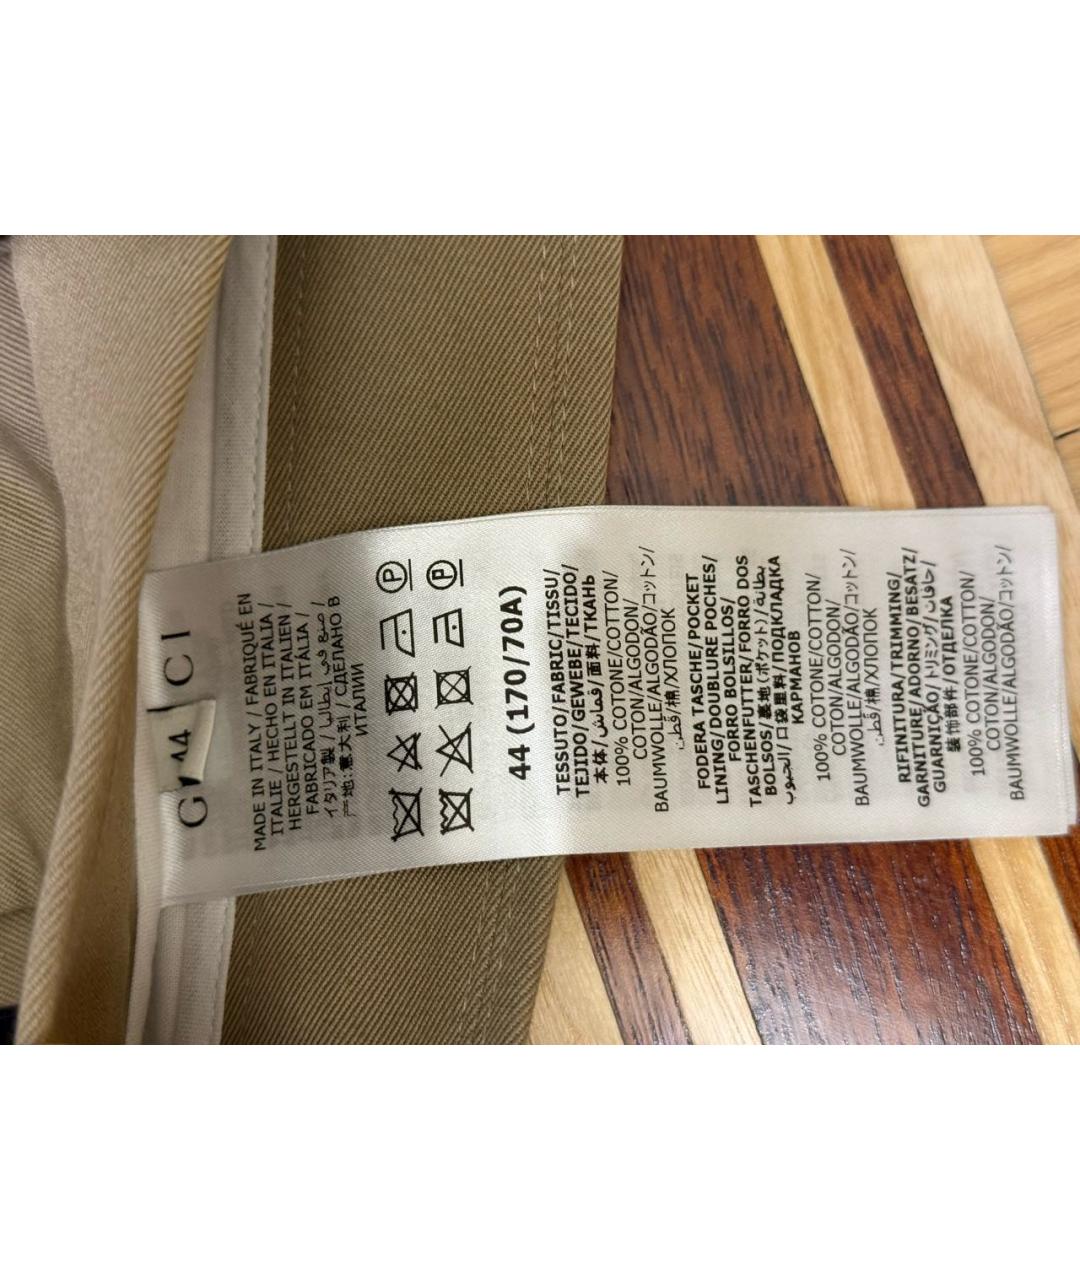 44
MADE IN ITALY / FABRIQUÉ EN
ITALIE / HECHO EN ITALIA /
HERGESTELLT IN ITALIEN /
FABRICADO EM ITÁLIA /
イタリア製 / صنع في إيطاليا /
产地:意大利 / СДЕЛАНО В
ИТАЛИИ
P
P
44 (170/70A)
TESSUTO/FABRIC/TISSU/
TEJIDO/GEWEBE/TECIDO/
本体/قماش/面料/ТКАНЬ
100% COTONE/COTTON/
COTON/ALGODON/
BAUMWOLLE/ALGODÃO/コットン/
قطن/棉/ХЛОПОК
FODERA TASCHE/POCKET
LINING/DOUBLURE POCHES/
FORRO BOLSILLOS/
TASCHENFUTTER/FORRO DOS
BOLSOS/裏地(ポケット)/بطانة
الجيوب/口袋里料/ПОДКЛАДКА
КАРМАНОВ
100% COTONE/COTTON/
COTON/ALGODON/
BAUMWOLLE/ALGODÃO/コットン/
قطن/棉/ХЛОПОК
RIFINITURA/TRIMMING/
GARNITURE/ADORNO/BESATZ/
GUARNIÇÃO/トリミング/حافات/
装饰部件/ОТДЕЛКА
100% COTONE/COTTON/
COTON/ALGODON/
BAUMWOLLE/ALGODÃO/コットン/